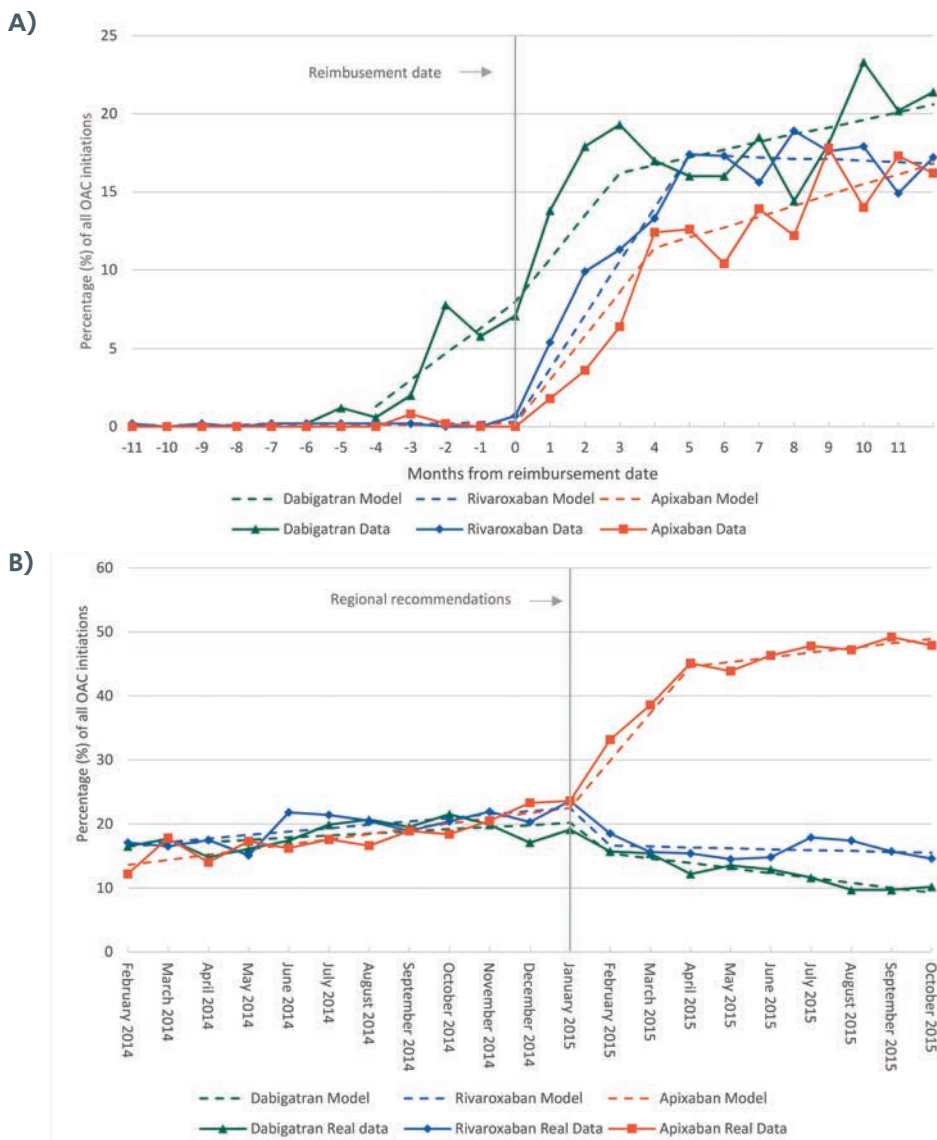 A)
25
20
15
10
5
0
Percentage (%) of all OAC initiations
Reimbusement date
-11 -10 -9 -8 -7 -6 -5 -4 -3 -2 -1 0 1 2 3 4 5 6 7 8 9 10 11
Months from reimbursement date
Dabigatran Model Rivaroxaban Model Apixaban Model
Dabigatran Data Rivaroxaban Data Apixaban Data
B)
60
50
40
30
20
10
0
Percentage (%) of all OAC initiations
Regional recommendations
February 2014
March 2014
April 2014
May 2014
June 2014
July 2014
August 2014
September 2014
October 2014
November 2014
December 2014
January 2015
February 2015
March 2015
April 2015
May 2015
June 2015
July 2015
August 2015
September 2015
October 2015
Dabigatran Model Rivaroxaban Model Apixaban Model
Dabigatran Real data Rivaroxaban Real Data Apixaban Real Data